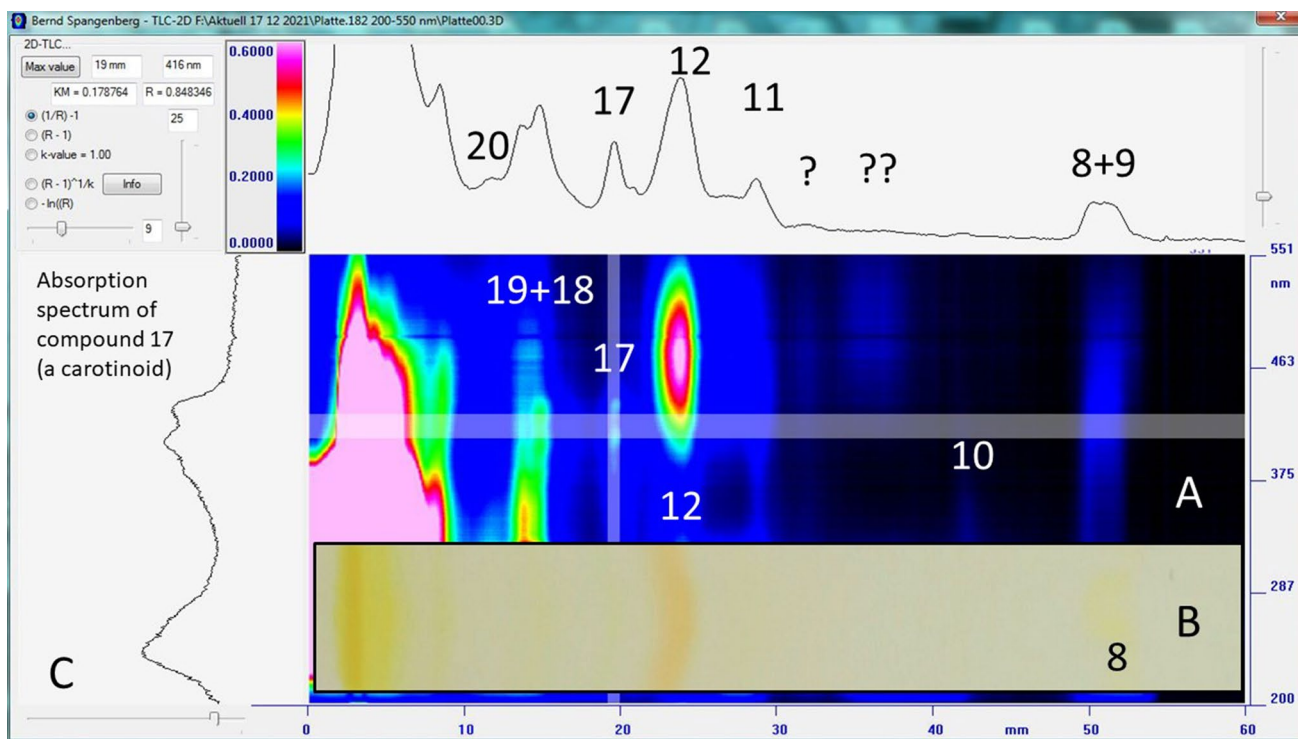 Bernd Spangenberg - TLC-2D F:\Aktuell 17 12 2021\Platte.182 200-550 nm\Platte00.3D
2D-TLC...
Max value 19 mm 416 nm
KM = 0.178764 R = 0.848346
(1/R) -1 25
(R - 1)
k-value = 1.00
(R - 1)^1/k Info
-ln((R)
9
0.6000
0.4000
0.2000
0.0000
20
17
12
11
?
??
8+9
Absorption
spectrum of
compound 17
(a carotinoid)
C
19+18
17
12
10
A
B
8
551
nm
463
375
287
200
0 10 20 30 40 mm 50 60